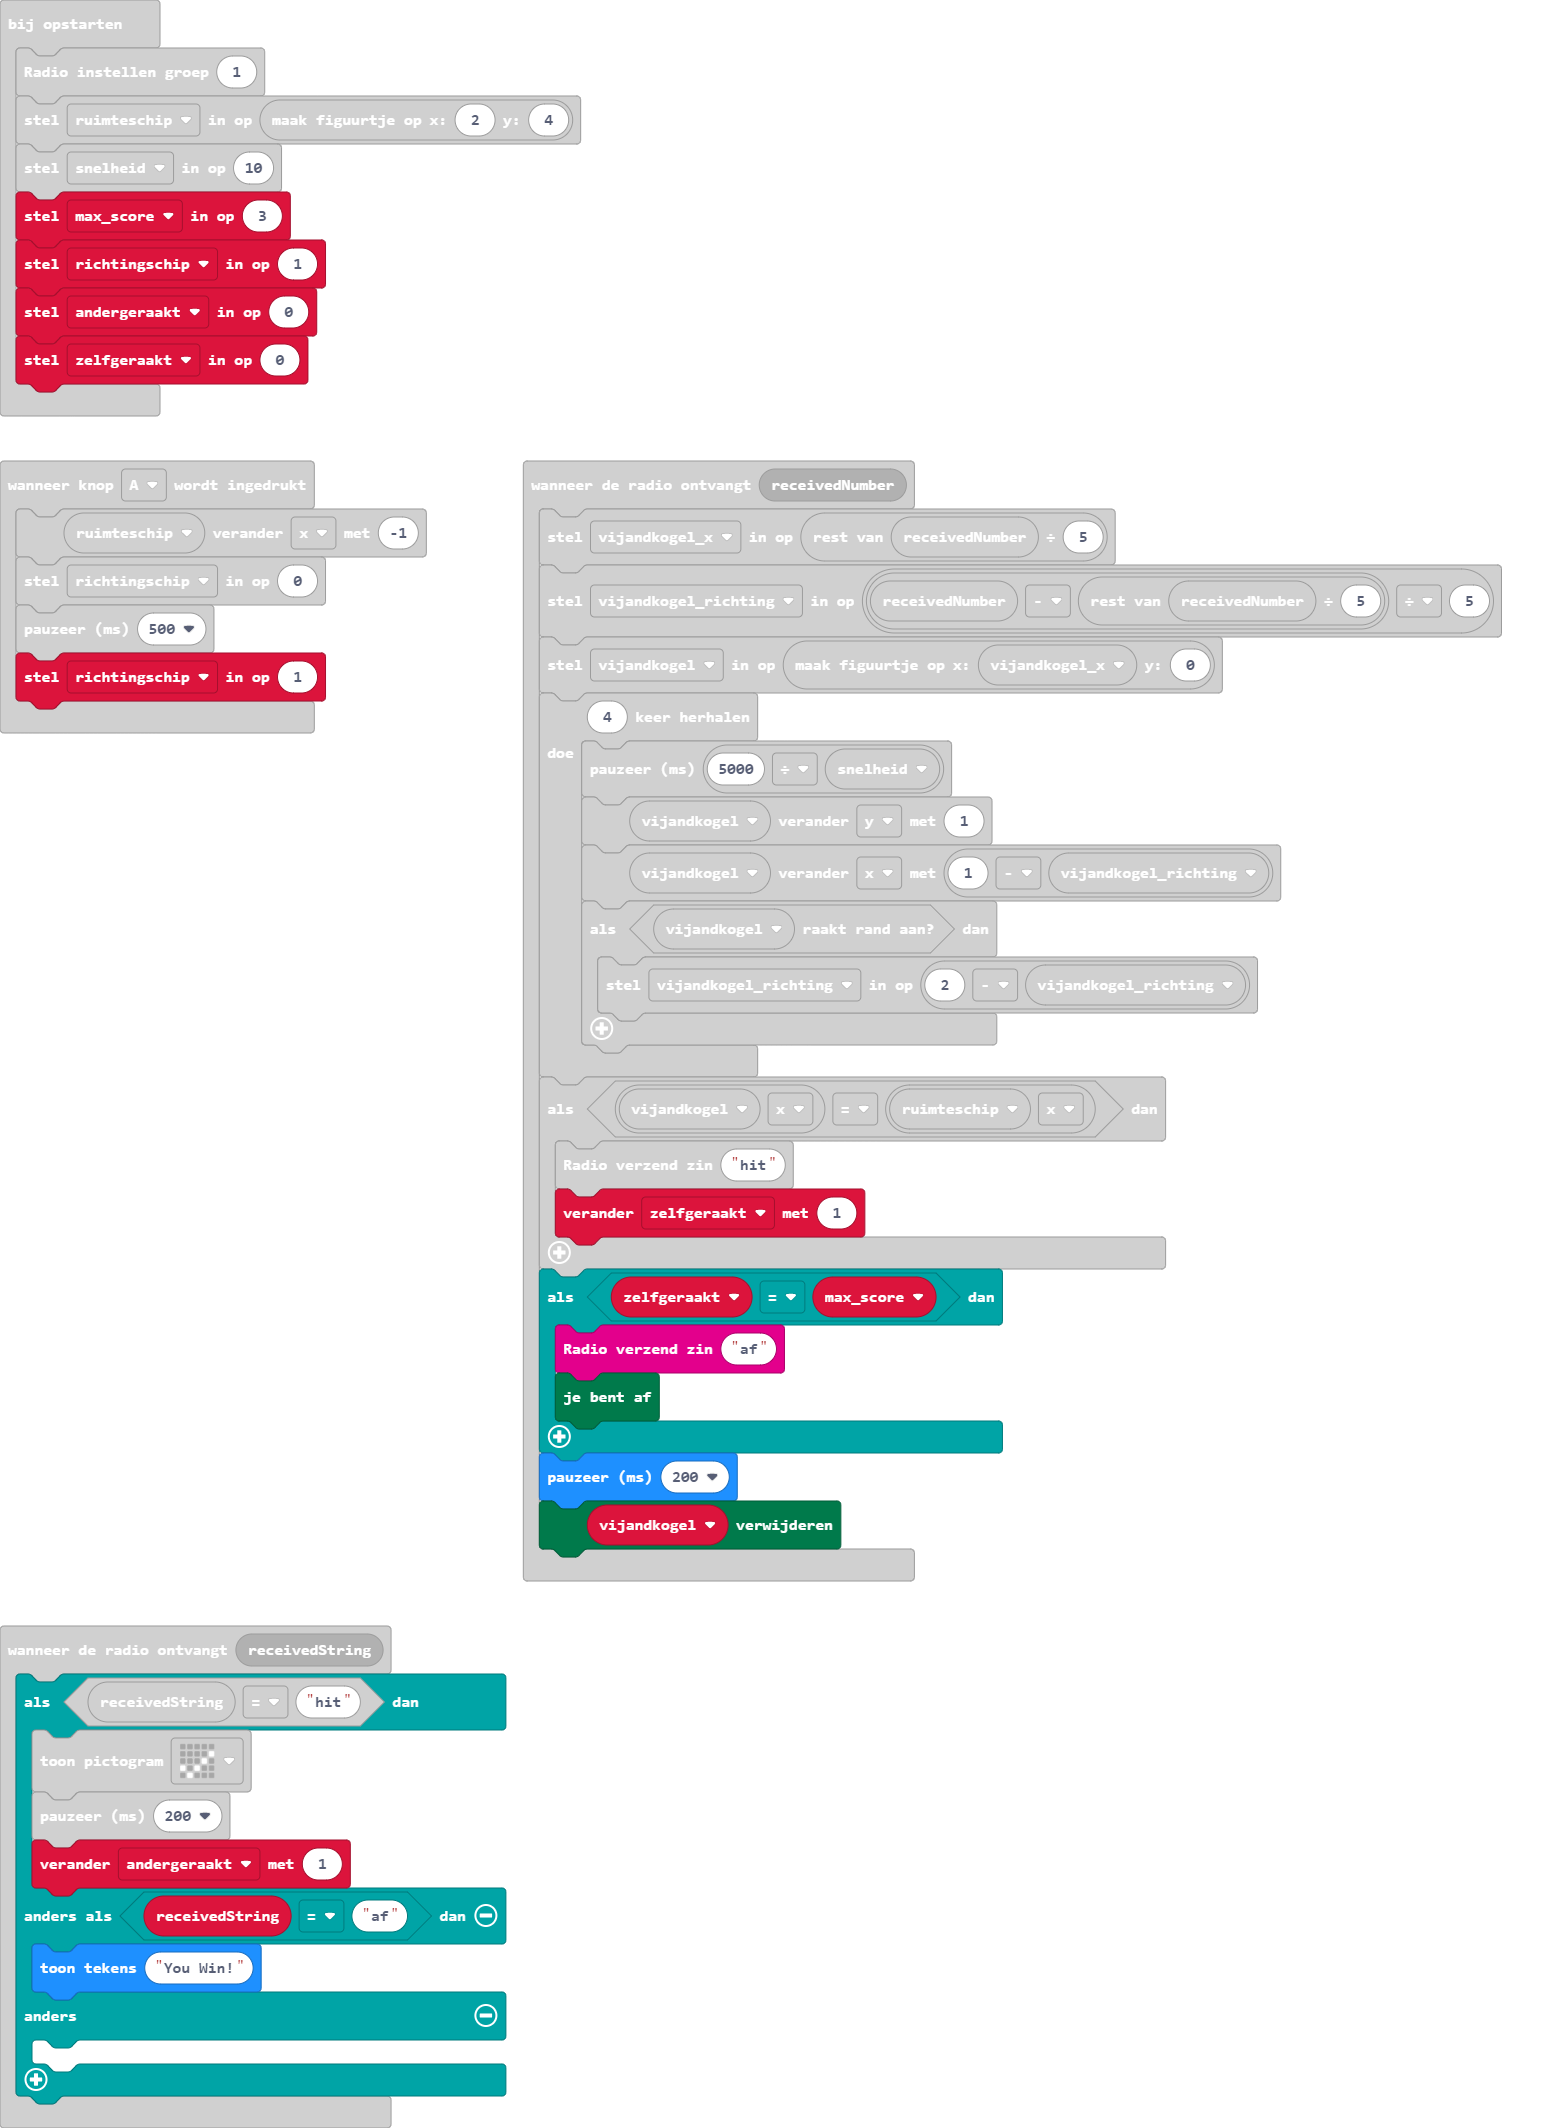 bij opstarten
Radio instellen groep 1
stel ruimteschip in op maak figuurtje op x: 2 y: 4
stel snelheid in op 10
stel max_score in op 3
stel richtingschip in op 1
stel andergeraakt in op 0
stel zelfgeraakt in op 0
wanneer knop A wordt ingedrukt
ruimteschip verander x met -1
stel richtingschip in op 0
pauzeer (ms) 500
stel richtingschip in op 1
wanneer de radio ontvangt receivedNumber
stel vijandkogel_x in op rest van receivedNumber ÷ 5
stel vijandkogel_richting in op receivedNumber - rest van receivedNumber ÷ 5 ÷ 5
stel vijandkogel in op maak figuurtje op x: vijandkogel_x y: 0
4 keer herhalen
doe
pauzeer (ms) 5000 ÷ snelheid
vijandkogel verander y met 1
vijandkogel verander x met 1 - vijandkogel_richting
als vijandkogel raakt rand aan? dan
stel vijandkogel_richting in op 2 - vijandkogel_richting
als vijandkogel x = ruimteschip x dan
Radio verzend zin "hit"
verander zelfgeraakt met 1
als zelfgeraakt = max_score dan
Radio verzend zin "af"
je bent af
pauzeer (ms) 200
vijandkogel verwijderen
wanneer de radio ontvangt receivedString
als receivedString = "hit" dan
toon pictogram
pauzeer (ms) 200
verander andergeraakt met 1
anders als receivedString = "af" dan
toon tekens "You Win!"
anders